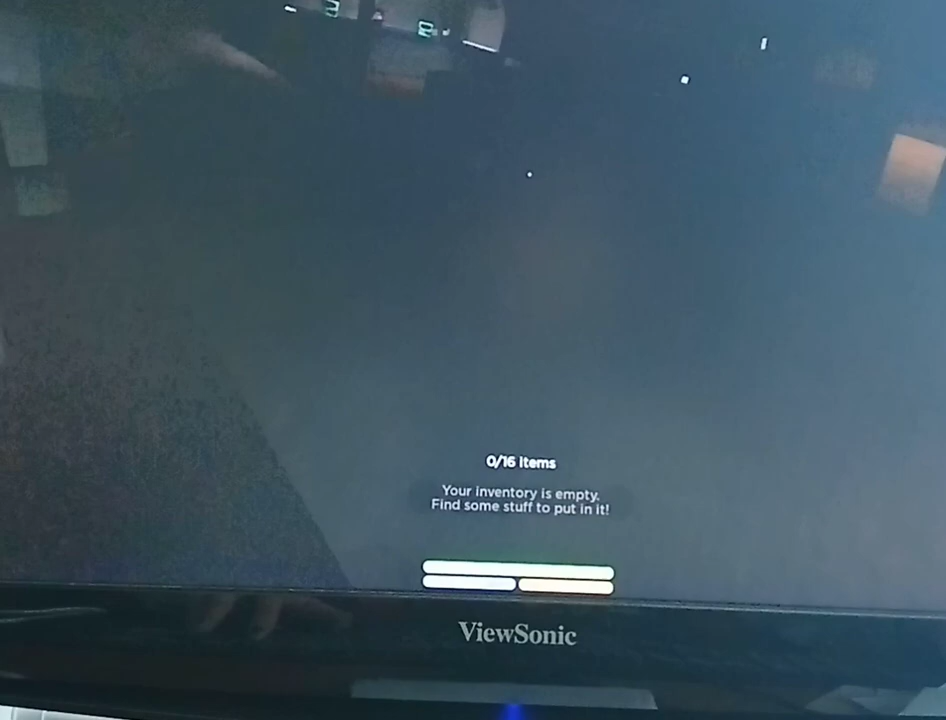 0/16 items
Your inventory is empty.
Find some stuff to put in it!
ViewSonic